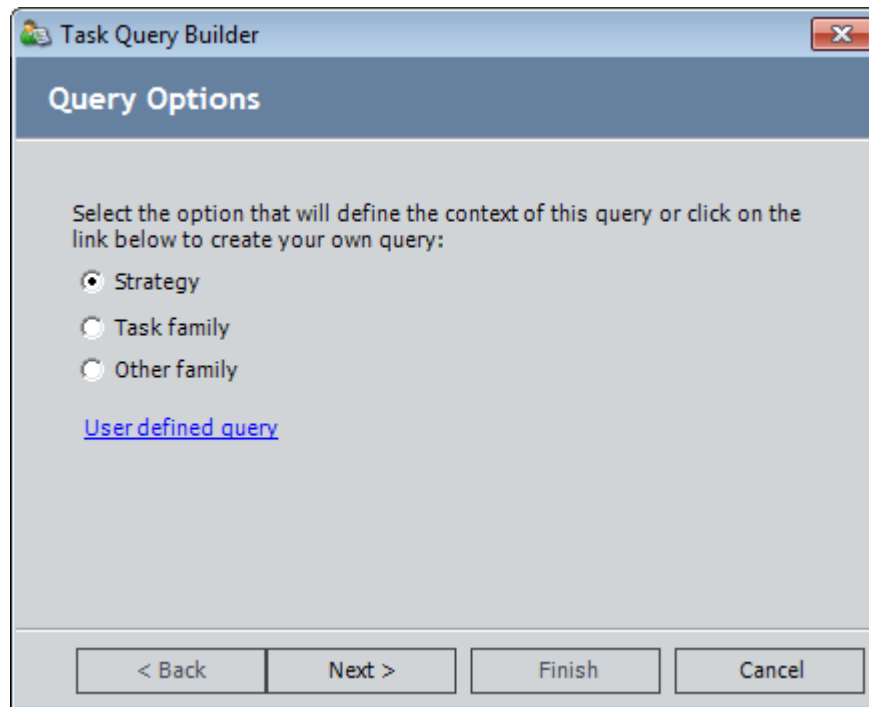 Task Query Builder
Query Options
Select the option that will define the context of this query or click on the
link below to create your own query:
Strategy
Task family
Other family
User defined query
< Back
Next >
Finish
Cancel